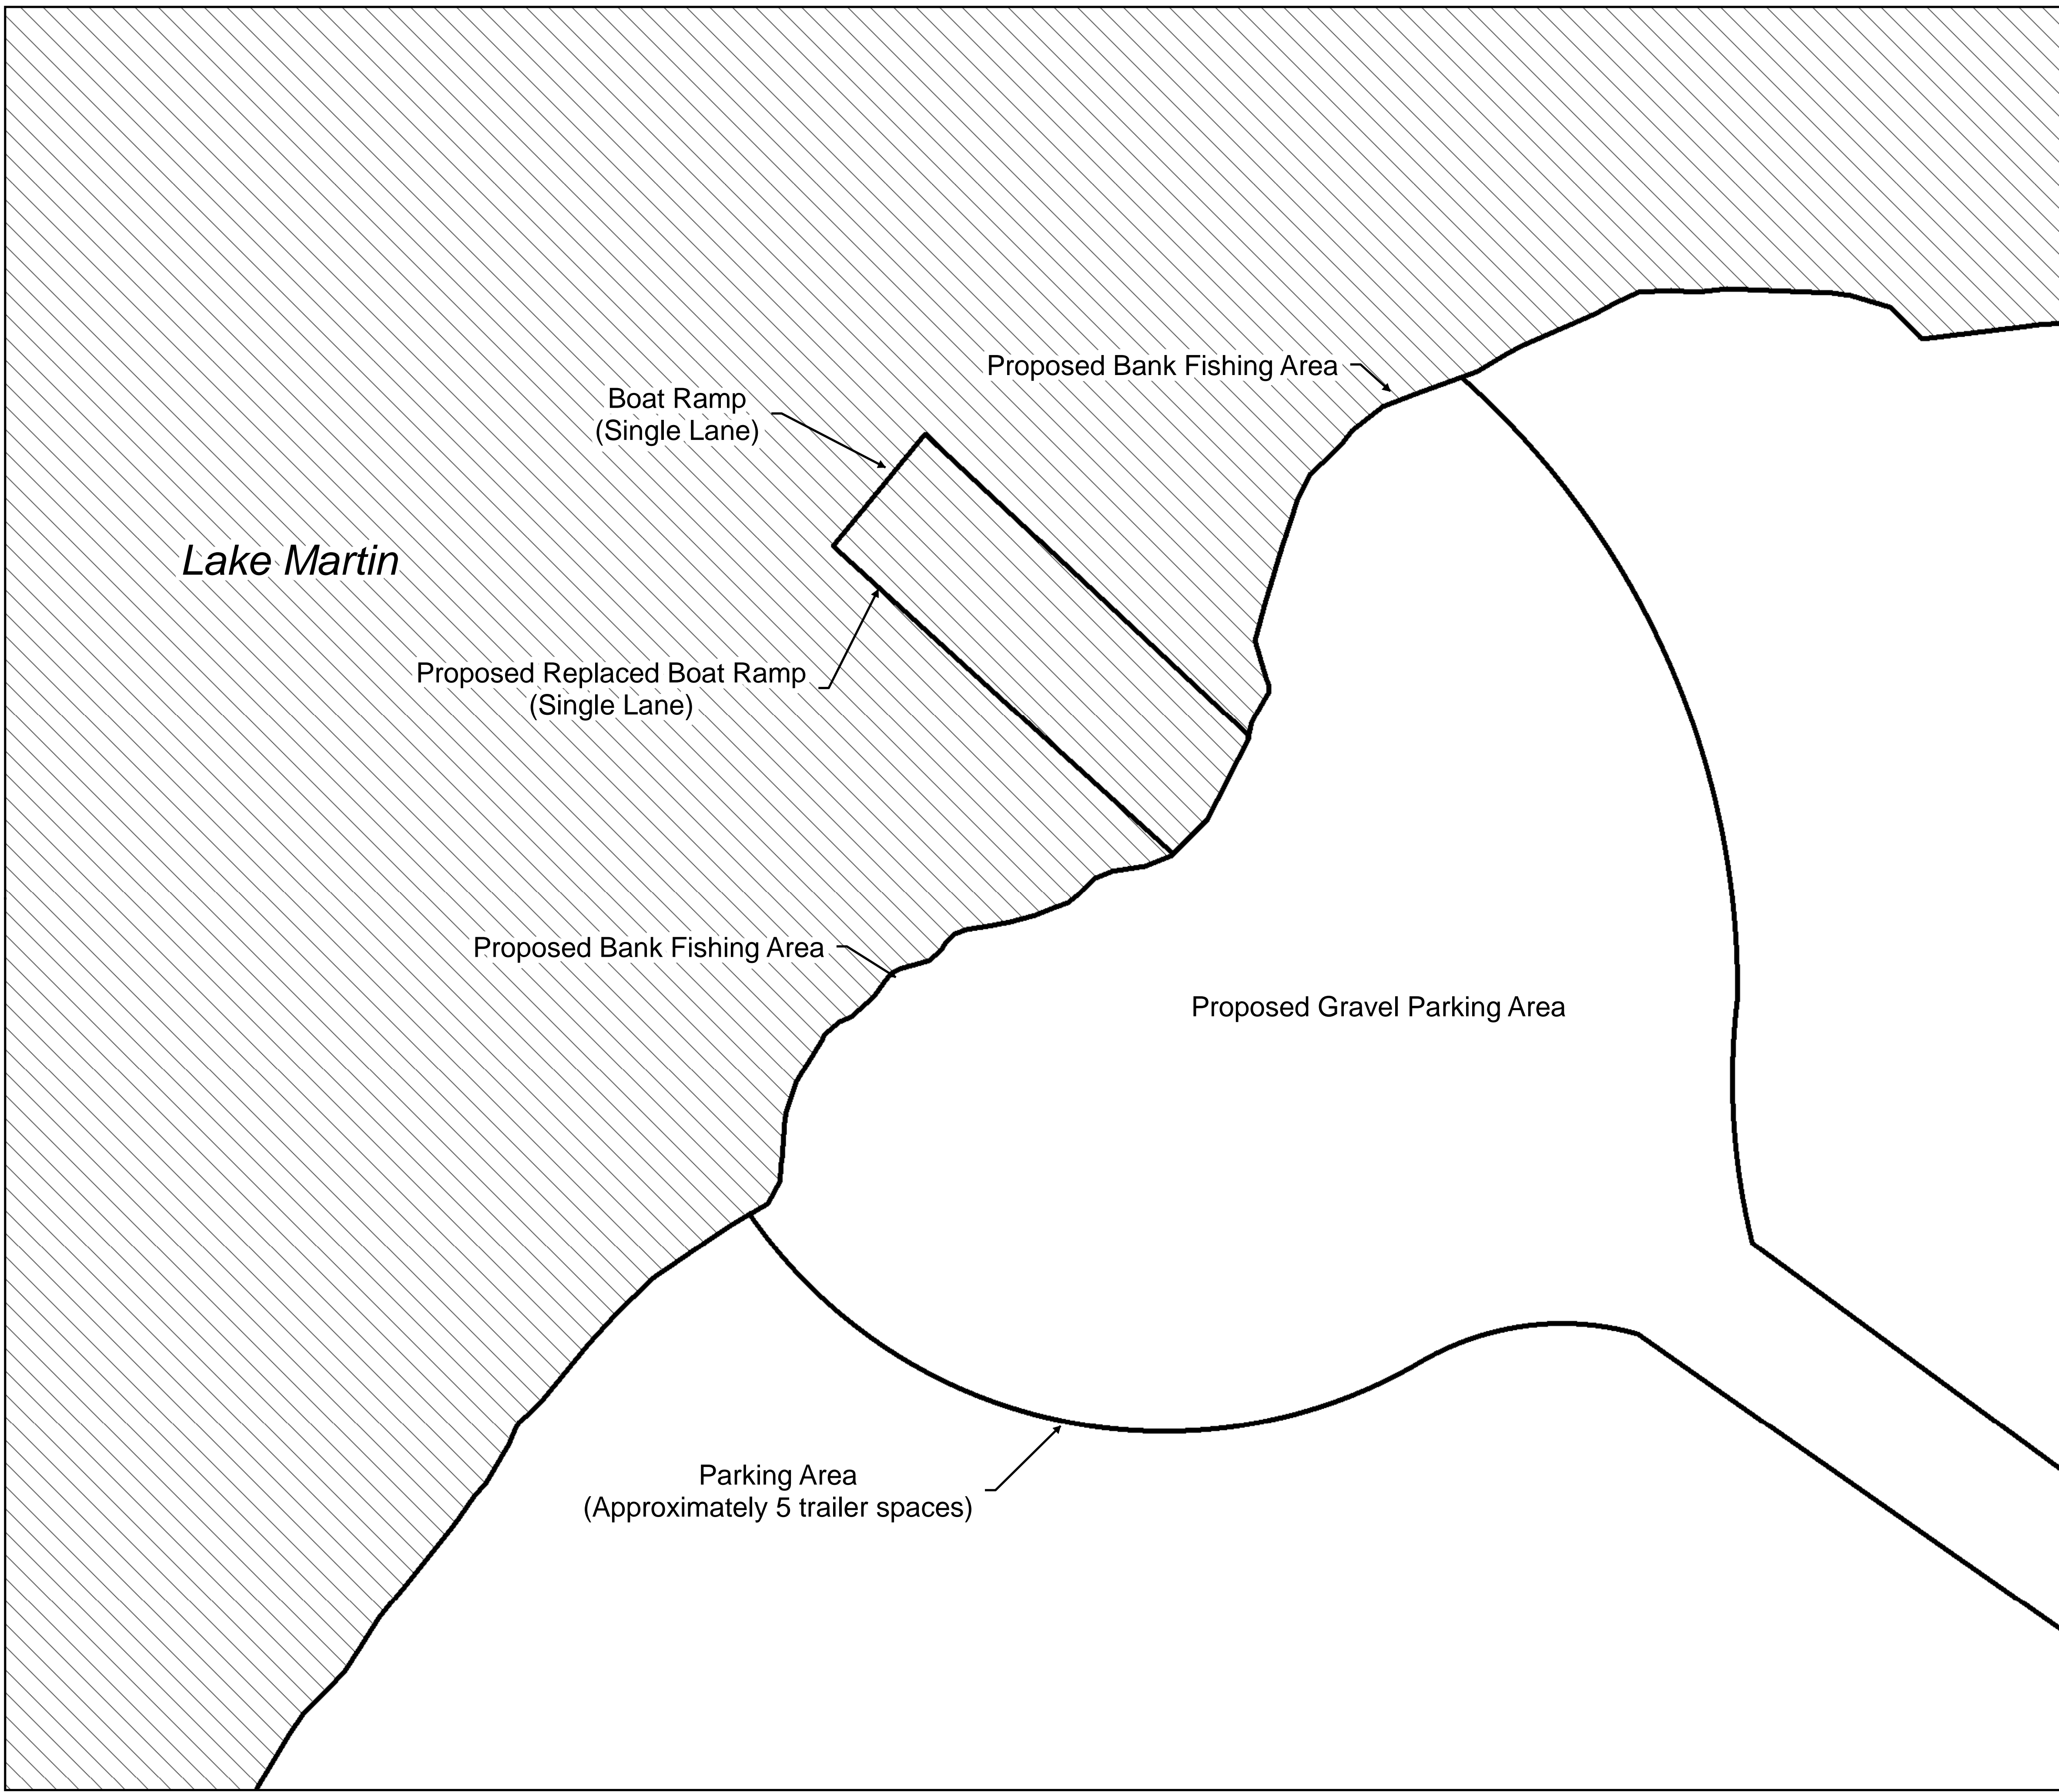 Proposed Bank Fishing Area
Boat Ramp
(Single Lane)
Lake Martin
Proposed Replaced Boat Ramp
(Single Lane)
Proposed Bank Fishing Area
Proposed Gravel Parking Area
Parking Area
(Approximately 5 trailer spaces)